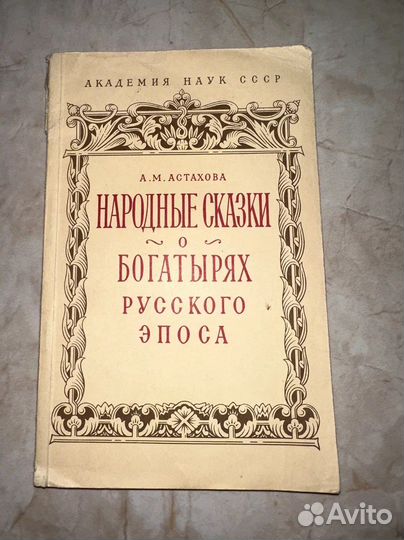 АКАДЕМИЯ НАУК СССР
А.М.АСТАХОВА
НАРОДНЫЕ СКАЗКИ
О
БОГАТЫРЯХ
РУССКОГО
ЭПОСА
Avito